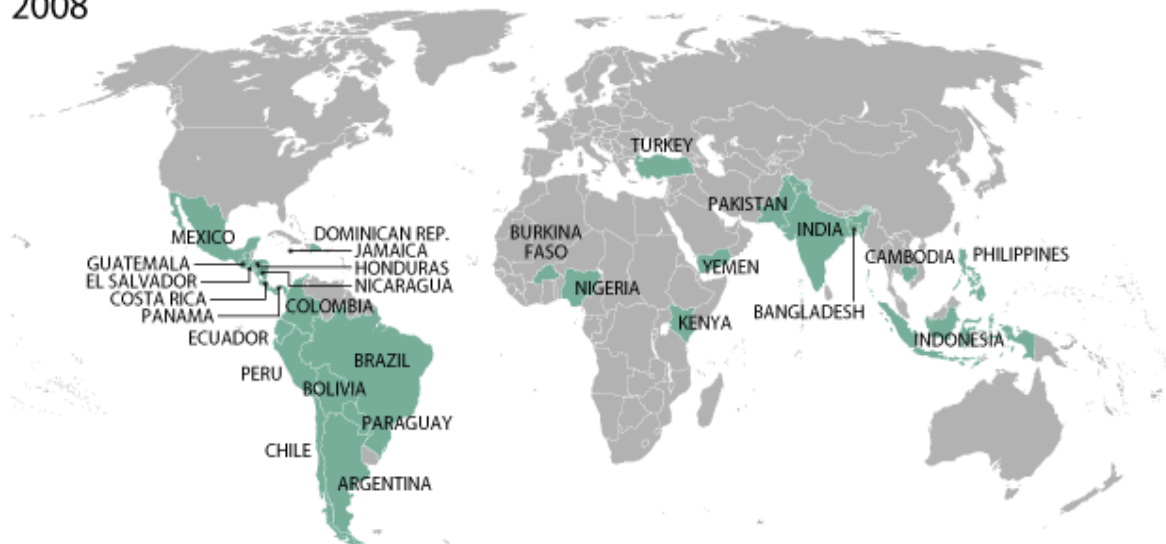 2008
TURKEY
PAKISTAN
MEXICO
DOMINICAN REP.
JAMAICA
BURKINA
FASO
INDIA
CAMBODIA
PHILIPPINES
GUATEMALA
HONDURAS
YEMEN
EL SALVADOR
NICARAGUA
NIGERIA
COSTA RICA
COLOMBIA
PANAMA
BANGLADESH
KENYA
ECUADOR
INDONESIA
BRAZIL
PERU
BOLIVIA
PARAGUAY
CHILE
ARGENTINA